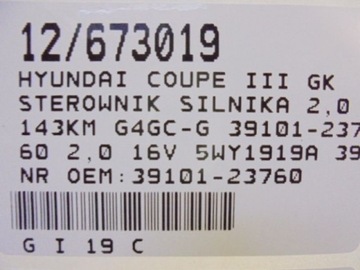 12/673019
HYUNDAI COUPE III GK
STEROWNIK SILNIKA 2,0
143KM G4GC-G 39101-237
60 2,0 16V 5WY1919A 39
NR OEM:39101-23760
G I 19 C